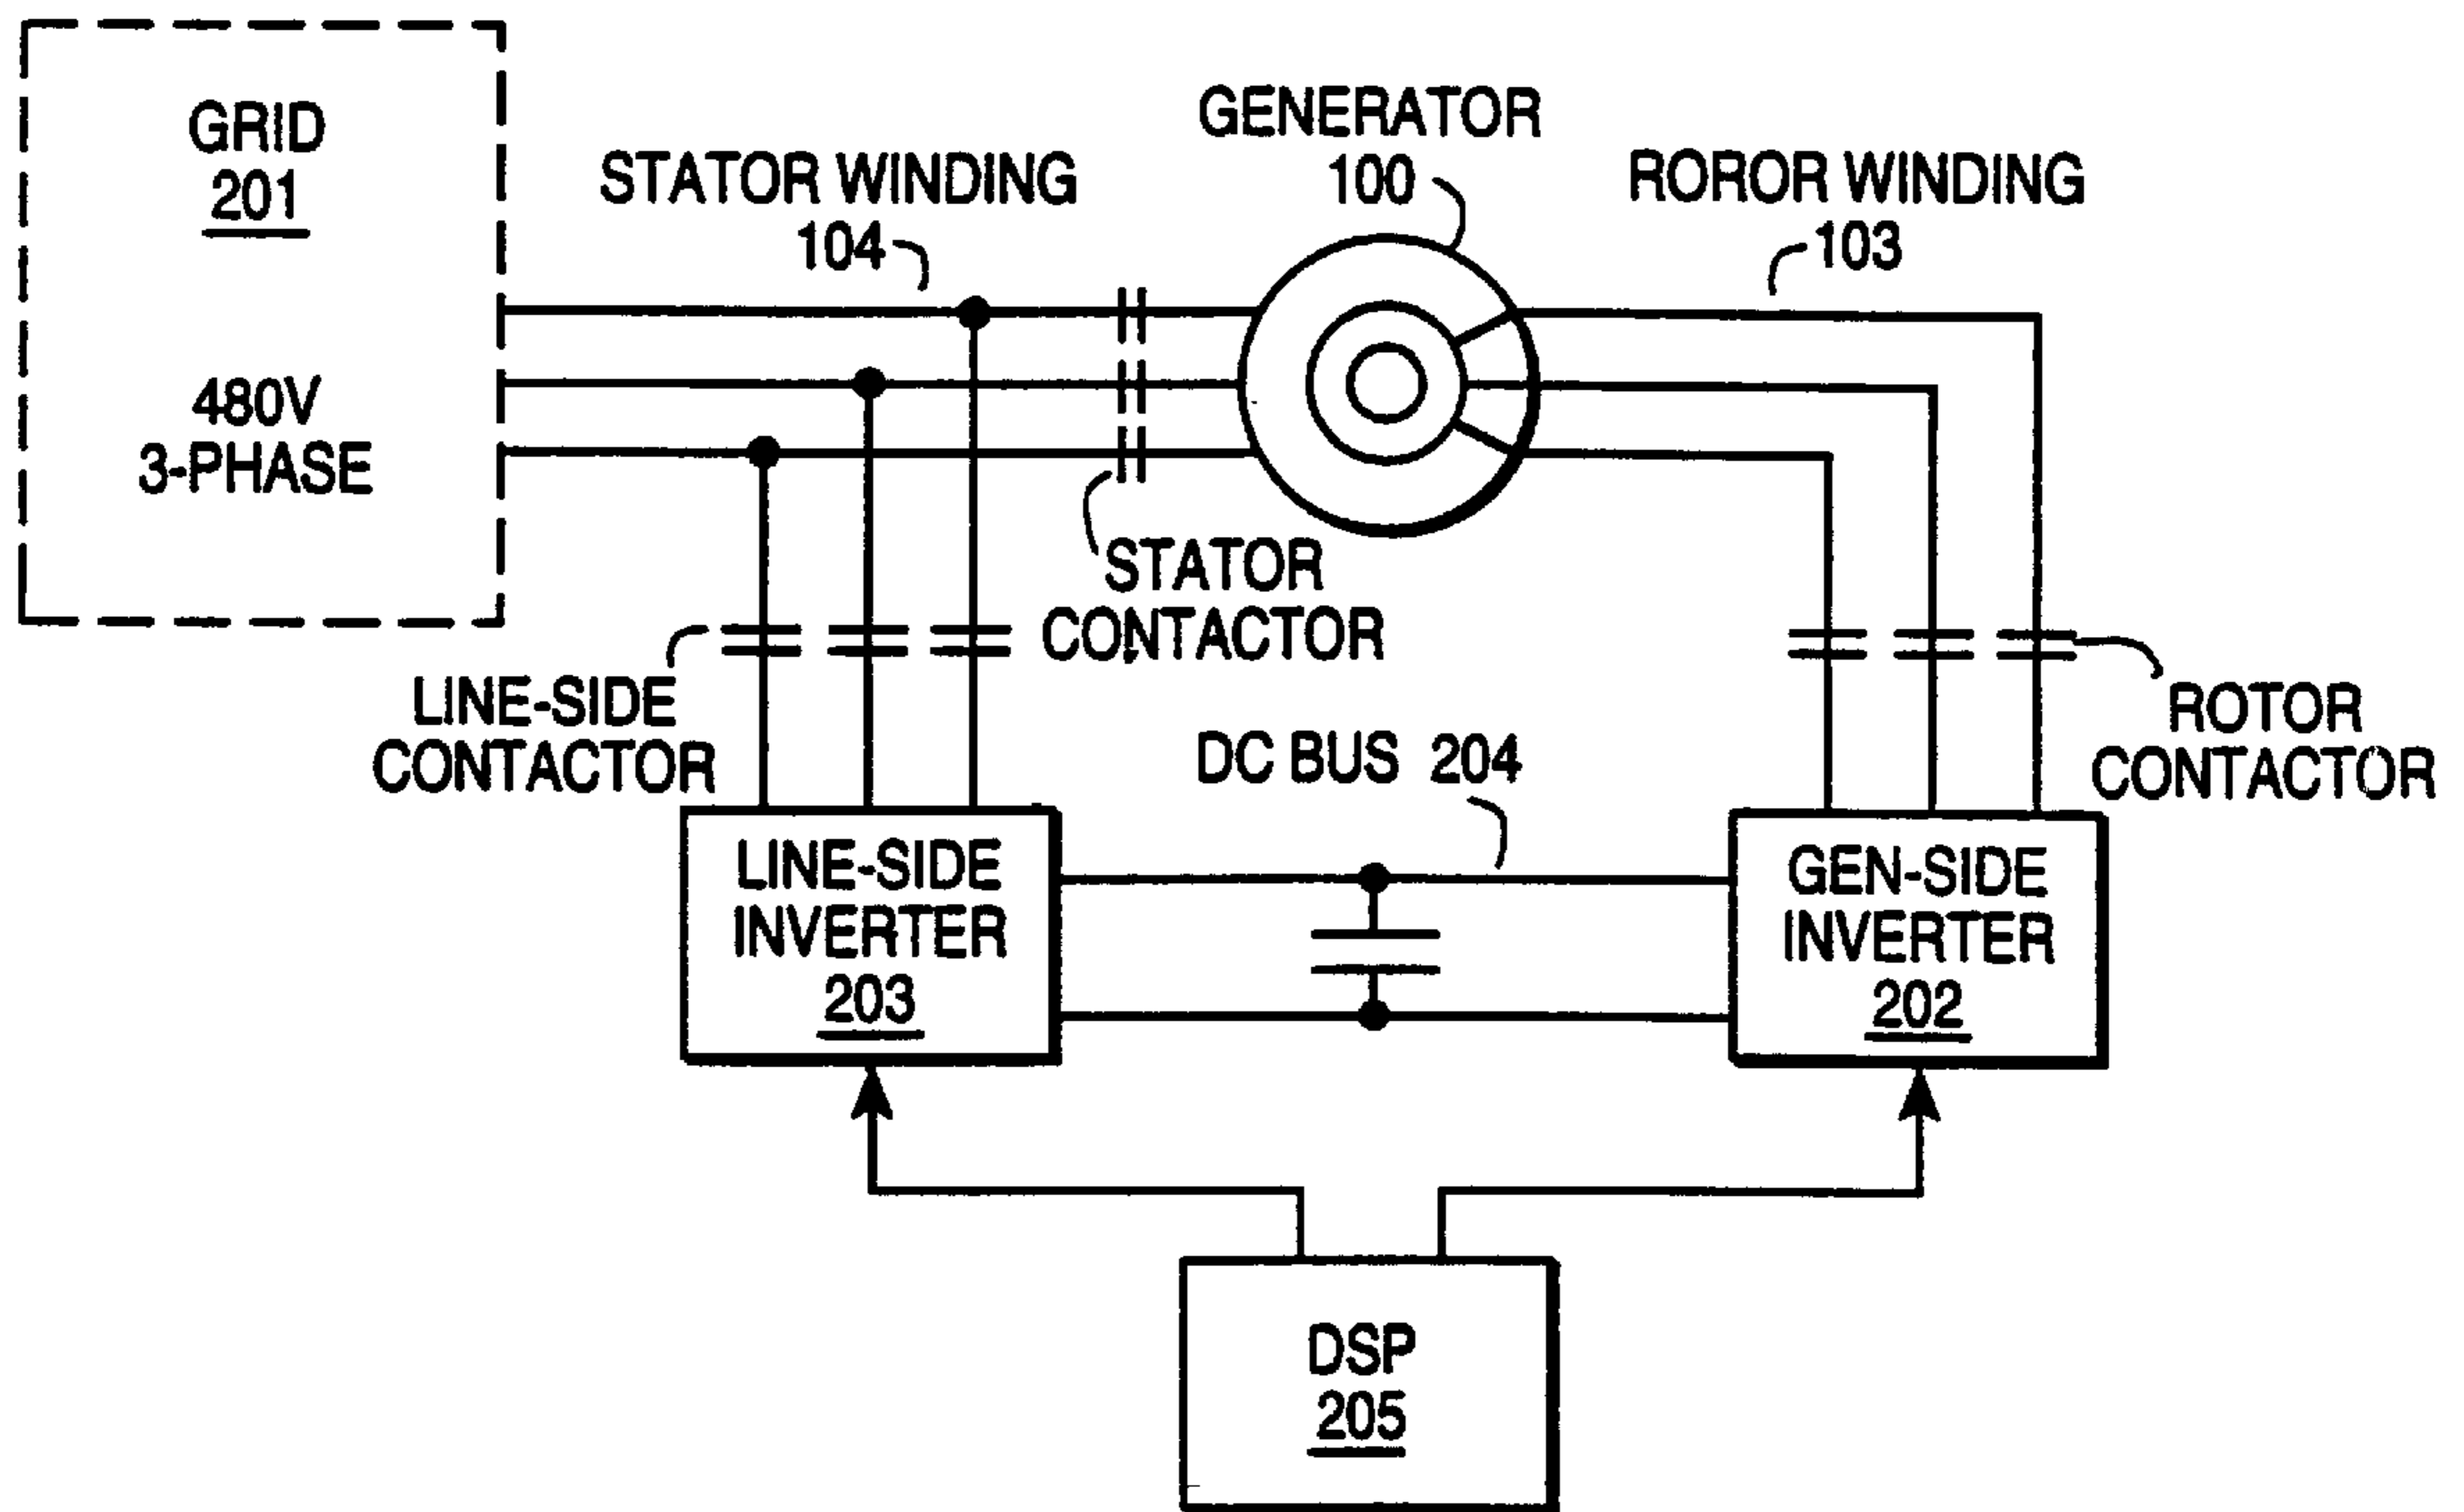 GRID
201
480V
3-PHASE
STATOR WINDING
104
GENERATOR
100
ROROR WINDING
103
STATOR
CONTACTOR
LINE-SIDE
CONTACTOR
ROTOR
CONTACTOR
DC BUS 204
LINE-SIDE
INVERTER
203
GEN-SIDE
INVERTER
202
DSP
205